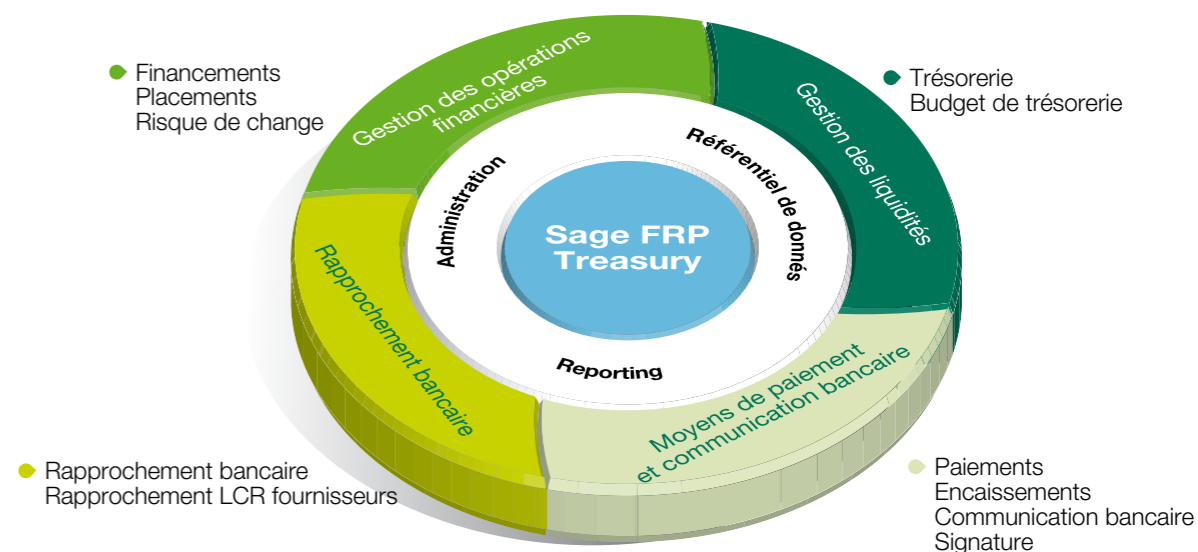 Financements
Placements
Risque de change
Gestion des opérations
financières
Trésorerie
Budget de trésorerie
Gestion des liquidités
Administration
Référentiel de donnés
Sage FRP
Treasury
Reporting
Rapprochement bancaire
Moyens de paiement
et communication bancaire
Rapprochement bancaire
Rapprochement LCR fournisseurs
Paiements
Encaissements
Communication bancaire
Signature